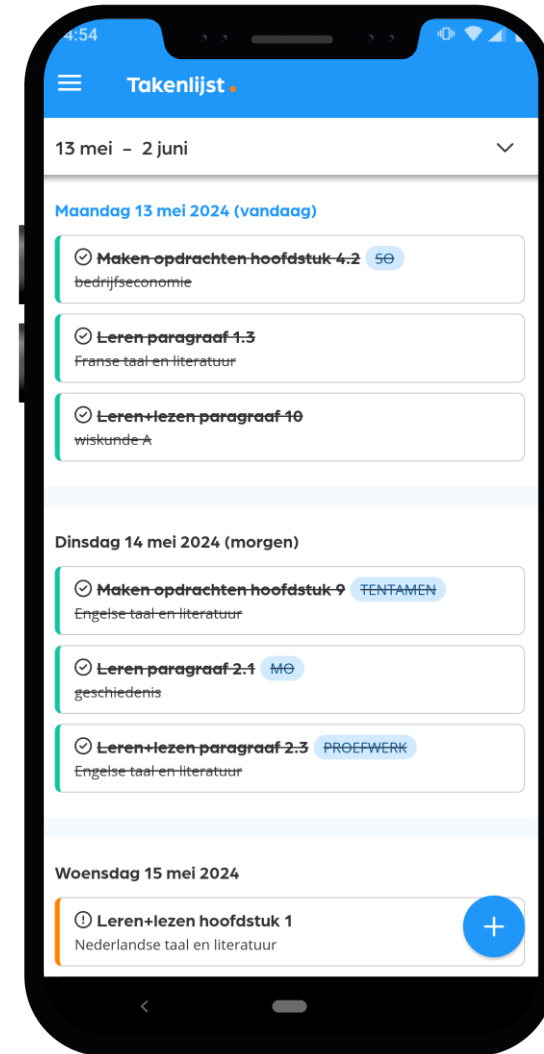 4:54
Takenlijst.
13 mei – 2 juni
Maandag 13 mei 2024 (vandaag)
Maken opdrachten hoofdstuk 4.2 SO
bedrijfseconomie
Leren paragraaf 1.3
Franse taal en literatuur
Leren+lezen paragraaf 10
wiskunde A
Dinsdag 14 mei 2024 (morgen)
Maken opdrachten hoofdstuk 9 TENTAMEN
Engelse taal en literatuur
Leren paragraaf 2.1 MO
geschiedenis
Leren+lezen paragraaf 2.3 PROEFWERK
Engelse taal en literatuur
Woensdag 15 mei 2024
Leren+lezen hoofdstuk 1
Nederlandse taal en literatuur